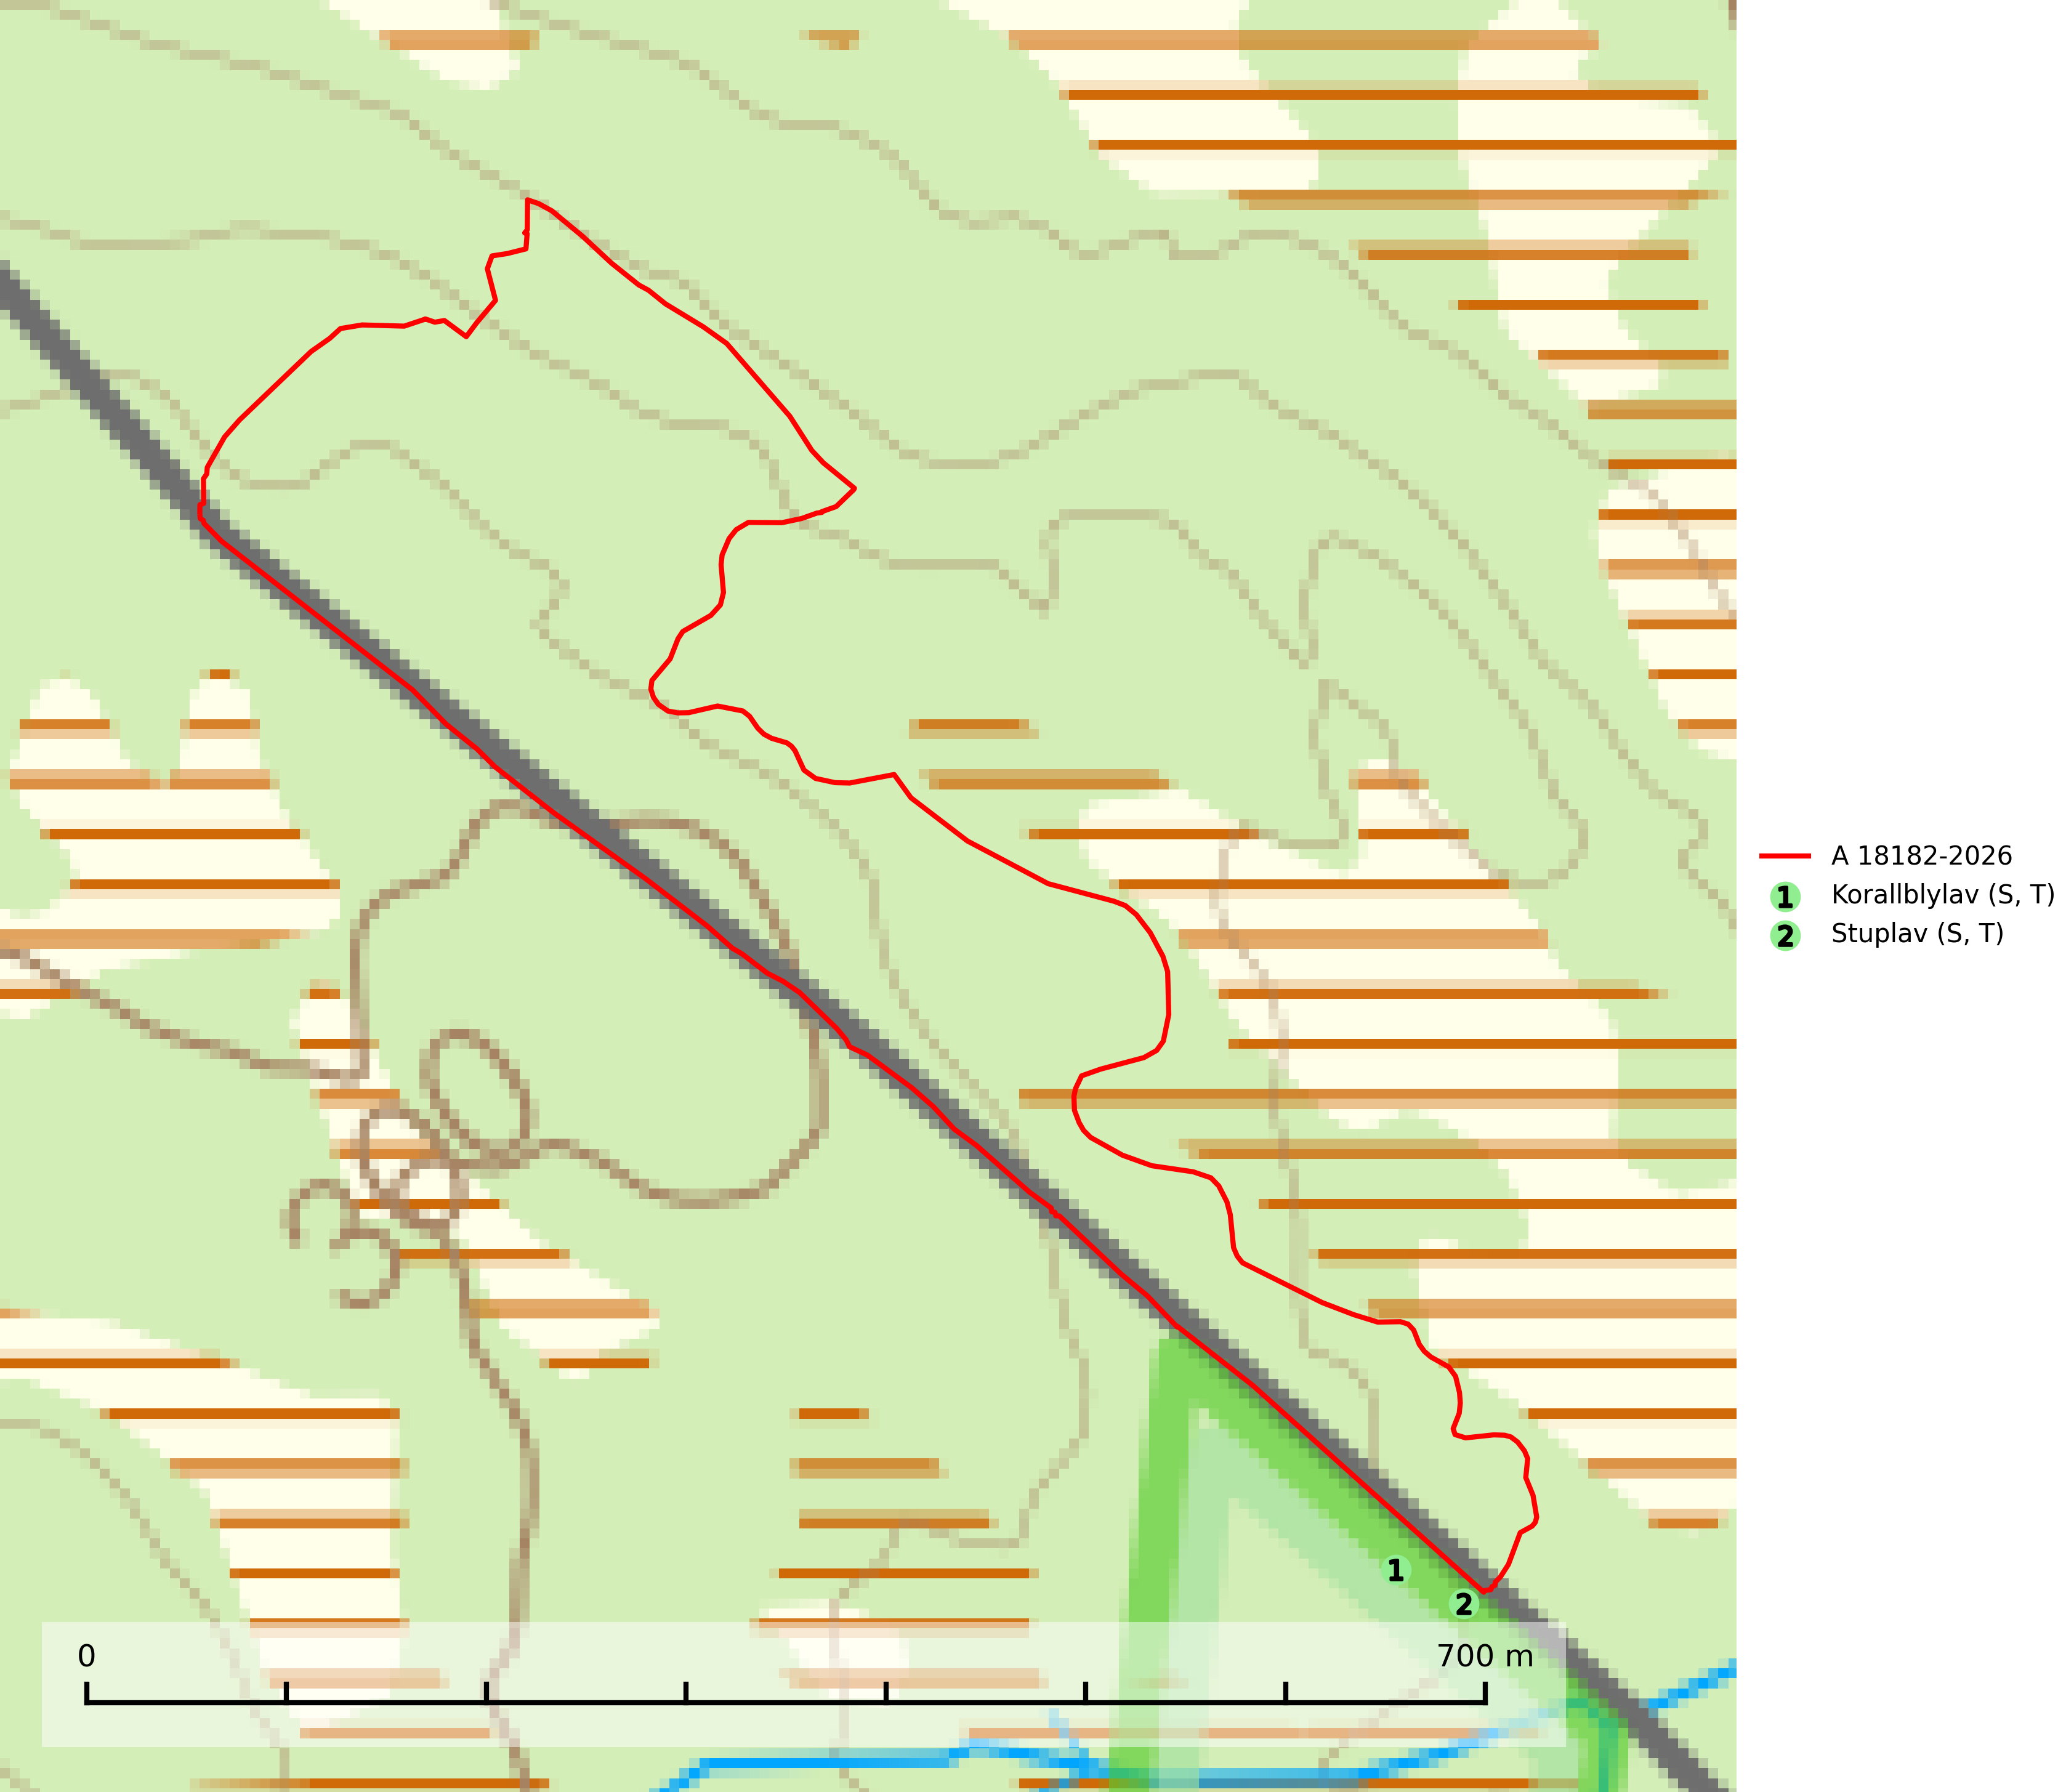 A 18182-2026
1 Korallblylav (S, T)
2 Stuplav (S, T)
1
2
0 700 m